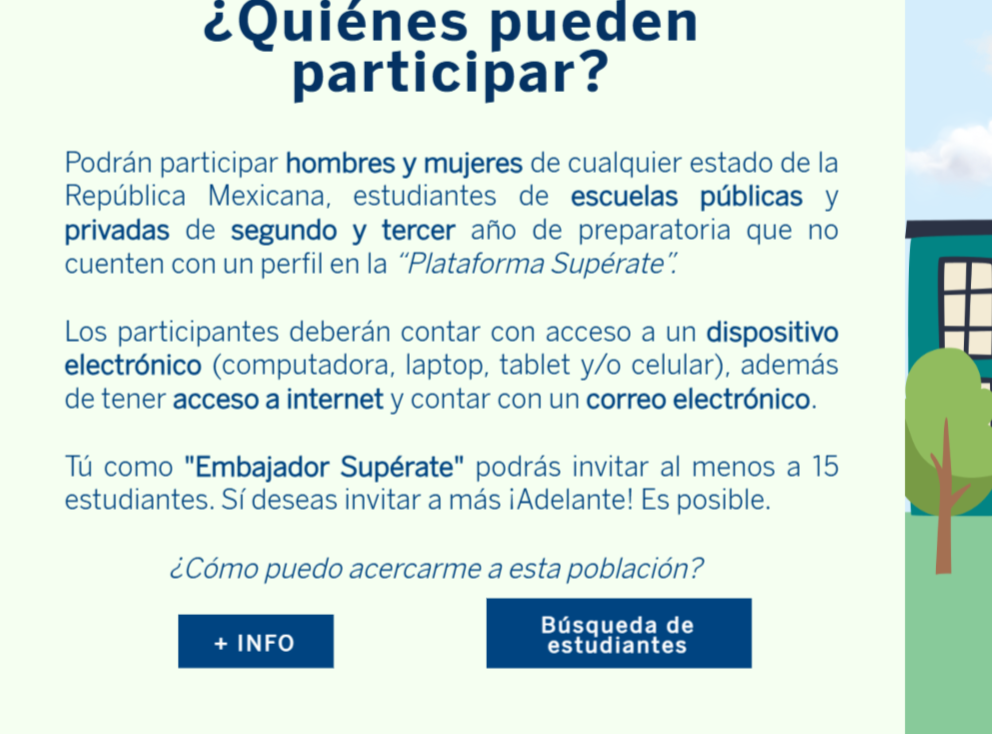 ¿Quiénes pueden
participar?
Podrán participar hombres y mujeres de cualquier estado de la
República Mexicana, estudiantes de escuelas públicas y
privadas de segundo y tercer año de preparatoria que no
cuenten con un perfil en la “Plataforma Supérate”.
Los participantes deberán contar con acceso a un dispositivo
electrónico (computadora, laptop, tablet y/o celular), además
de tener acceso a internet y contar con un correo electrónico.
Tú como "Embajador Supérate" podrás invitar al menos a 15
estudiantes. Sí deseas invitar a más ¡Adelante! Es posible.
¿Cómo puedo acercarme a esta población?
+ INFO
Búsqueda de
estudiantes